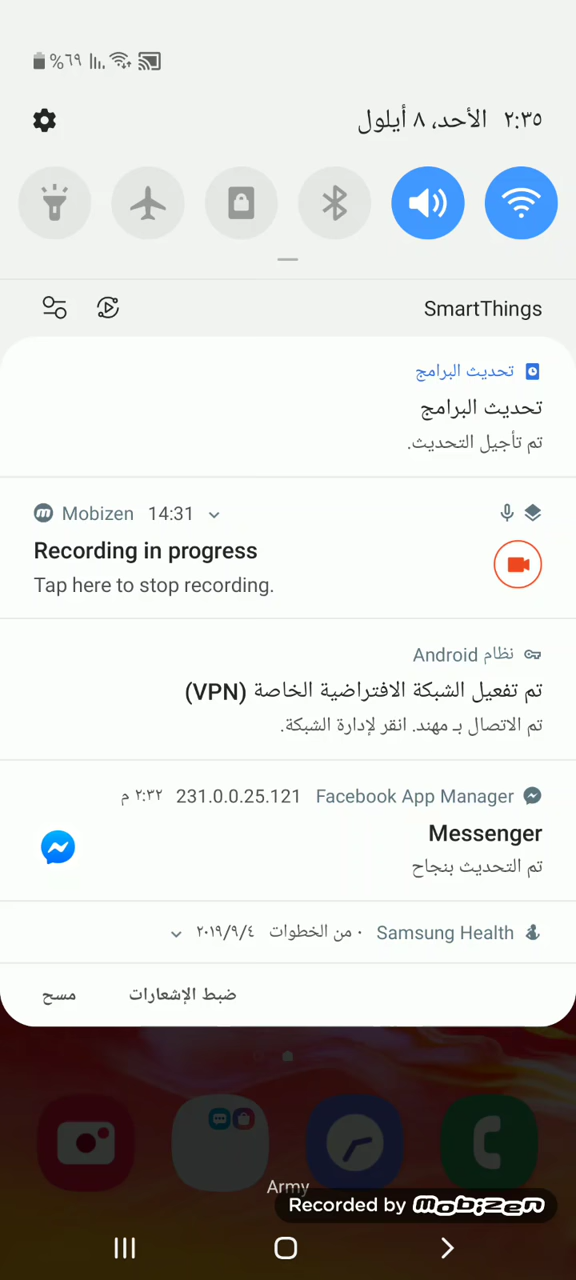 %٦٩
٢:٣٥ الأحد، ٨ أيلول
SmartThings
تحديث البرامج
تحديث البرامج
تم تأجيل التحديث.
Mobizen 14:31
Recording in progress
Tap here to stop recording.
نظام Android
تم تفعيل الشبكة الافتراضية الخاصة (VPN)
تم الاتصال بـ مهند. انقر لإدارة الشبكة.
Facebook App Manager 231.0.0.25.121 ٢:٣٢ م
Messenger
تم التحديث بنجاح
Samsung Health ٠ من الخطوات ٢٠١٩/٩/٤
ضبط الإشعارات مسح
Army
Recorded by mobizen